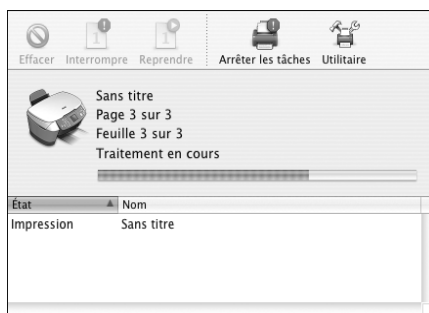 Effacer Interrompre Reprendre Arrêter les tâches Utilitaire
Sans titre
Page 3 sur 3
Feuille 3 sur 3
Traitement en cours
État Nom
Impression Sans titre